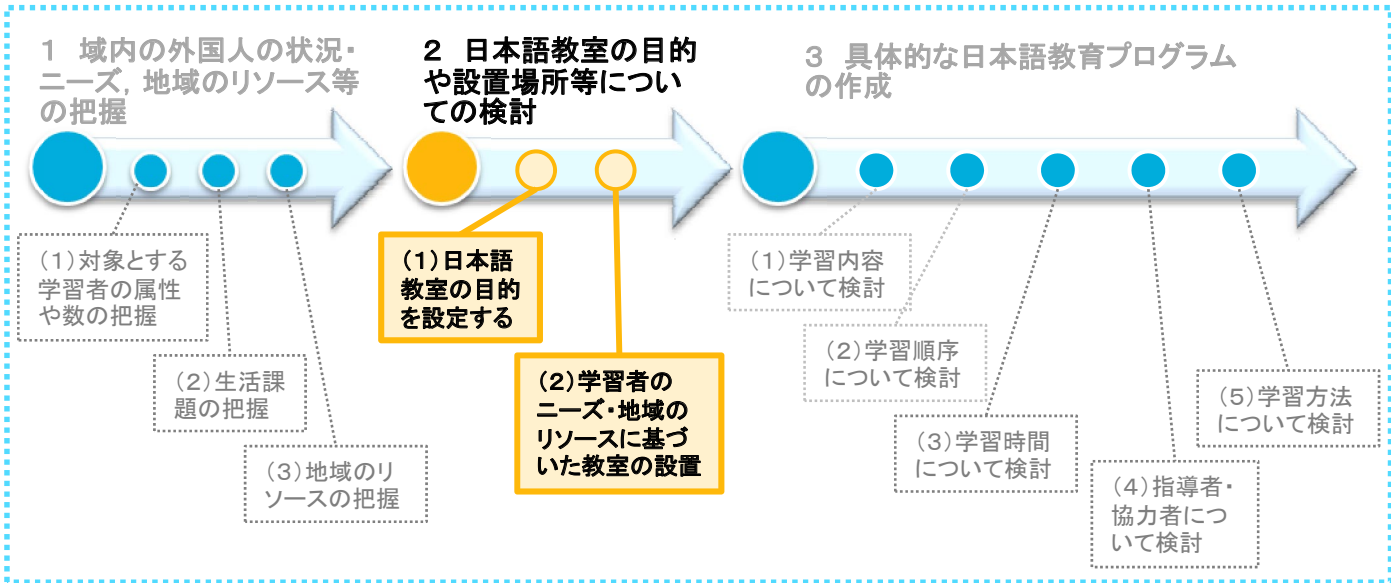 1 域内の外国人の状況・
ニーズ，地域のリソース等
の把握
2 日本語教室の目的
や設置場所等につい
ての検討
3 具体的な日本語教育プログラム
の作成
(1)対象とする
学習者の属性
や数の把握
(2)生活課
題の把握
(3)地域のリ
ソースの把握
(1)日本語
教室の目的
を設定する
(2)学習者の
ニーズ・地域の
リソースに基づ
いた教室の設置
(1)学習内容
について検討
(2)学習順序
について検討
(3)学習時間
について検討
(4)指導者・
協力者につ
いて検討
(5)学習方法
について検討